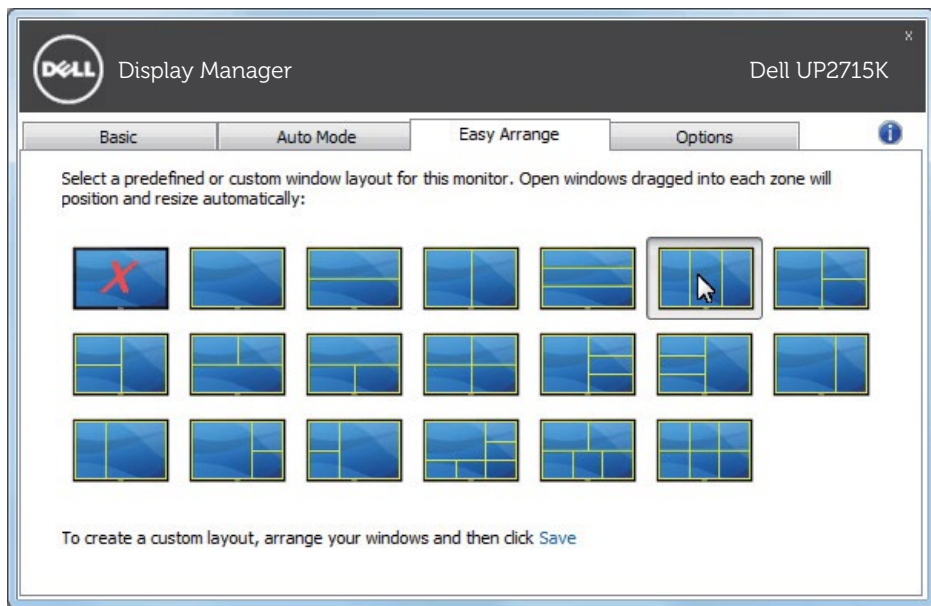 DELL Display Manager Dell UP2715K
x
Basic Auto Mode Easy Arrange Options i
Select a predefined or custom window layout for this monitor. Open windows dragged into each zone will
position and resize automatically:
X
To create a custom layout, arrange your windows and then click Save